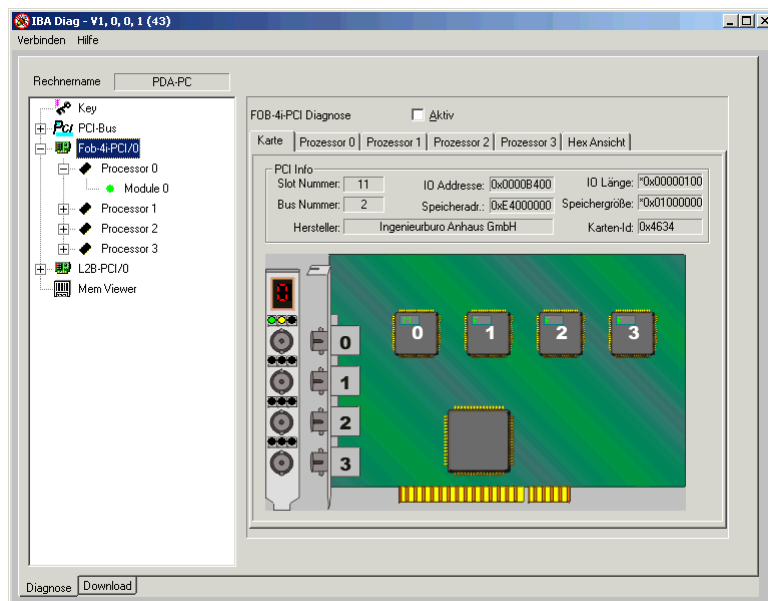 IBA Diag - V1, 0, 0, 1 (43)
Verbinden Hilfe
Rechnername PDA-PC
Key
PCI PCI-Bus
Fob-4i-PCI/0
Processor 0
Module 0
Processor 1
Processor 2
Processor 3
L2B-PCI/0
Mem Viewer
FOB-4i-PCI Diagnose Aktiv
Karte Prozessor 0 Prozessor 1 Prozessor 2 Prozessor 3 Hex Ansicht
PCI Info
Slot Nummer: 11 IO Addresse: 0x0000B400 IO Länge: *0x00000100
Bus Nummer: 2 Speicheradr.: 0xE4000000 Speichergröße: *0x01000000
Hersteller: Ingenieurburo Anhaus GmbH Karten-Id: 0x4634
0
0 1 2 3
0
1
2
3
Diagnose Download